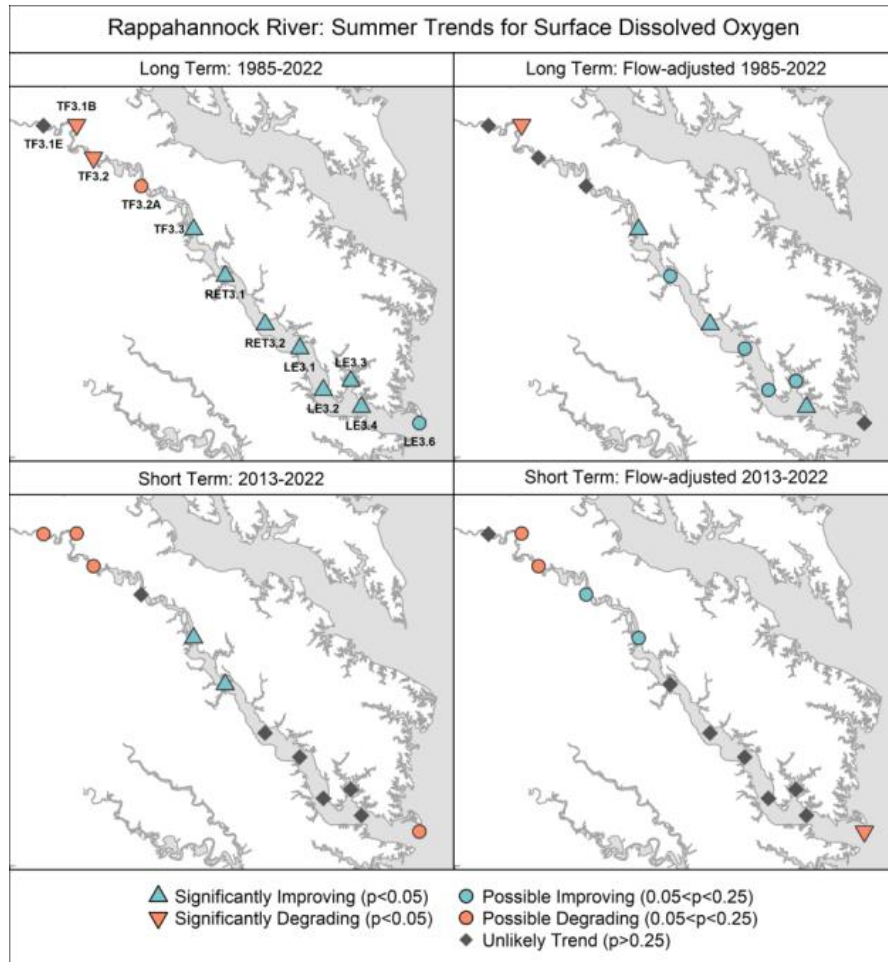 Rappahannock River: Summer Trends for Surface Dissolved Oxygen
Long Term: 1985-2022
Long Term: Flow-adjusted 1985-2022
TF3.1B
TF3.1E
TF3.2
TF3.2A
TF3.3
RET3.1
RET3.2
LE3.1
LE3.3
LE3.2
LE3.4
LE3.6
Short Term: 2013-2022
Short Term: Flow-adjusted 2013-2022
Significantly Improving (p<0.05)
Possible Improving (0.05<p<0.25)
Significantly Degrading (p<0.05)
Possible Degrading (0.05<p<0.25)
Unlikely Trend (p>0.25)